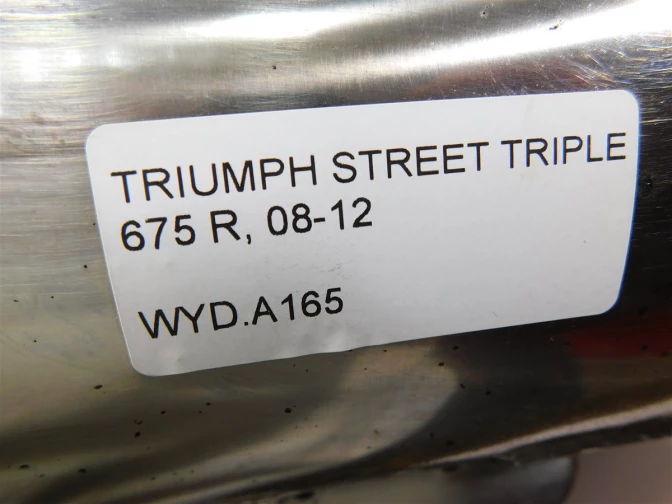 TRIUMPH STREET TRIPLE
675 R, 08-12
WYD.A165